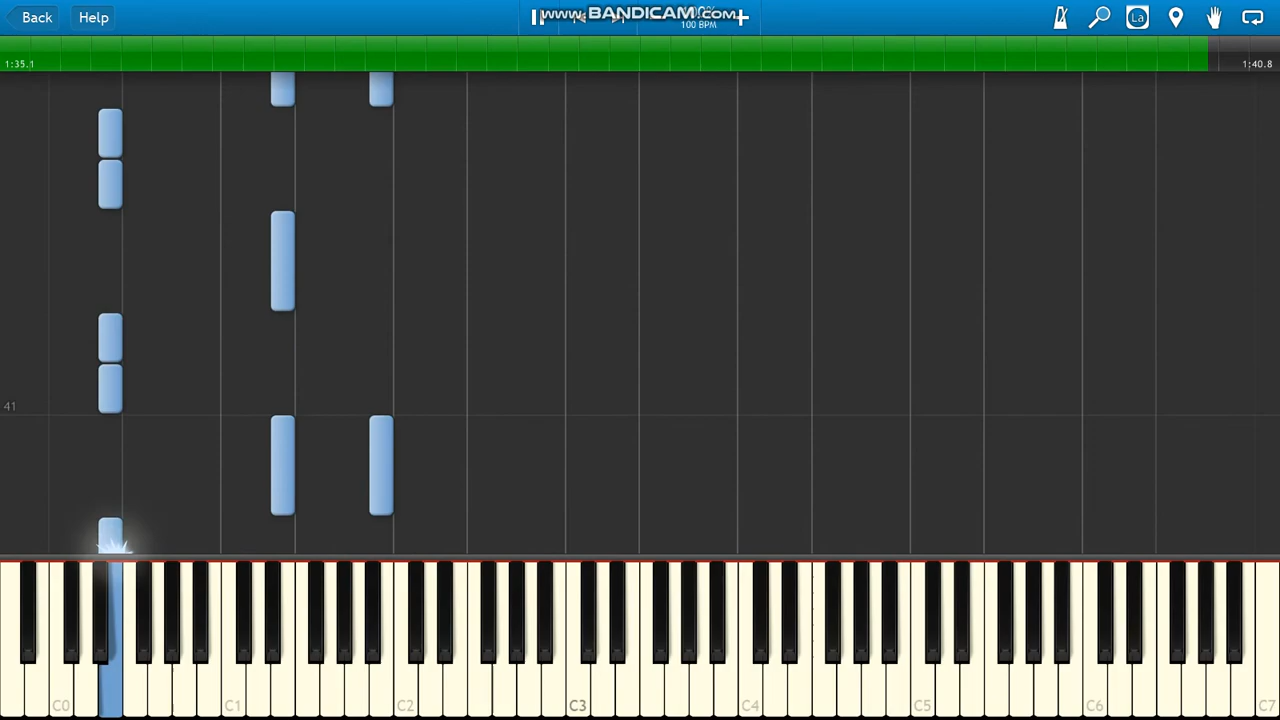 Back Help
www.BANDICAM.com
100 BPM
La
1:35.1 1:40.8
41
C0 C1 C2 C3 C4 C5 C6 C7